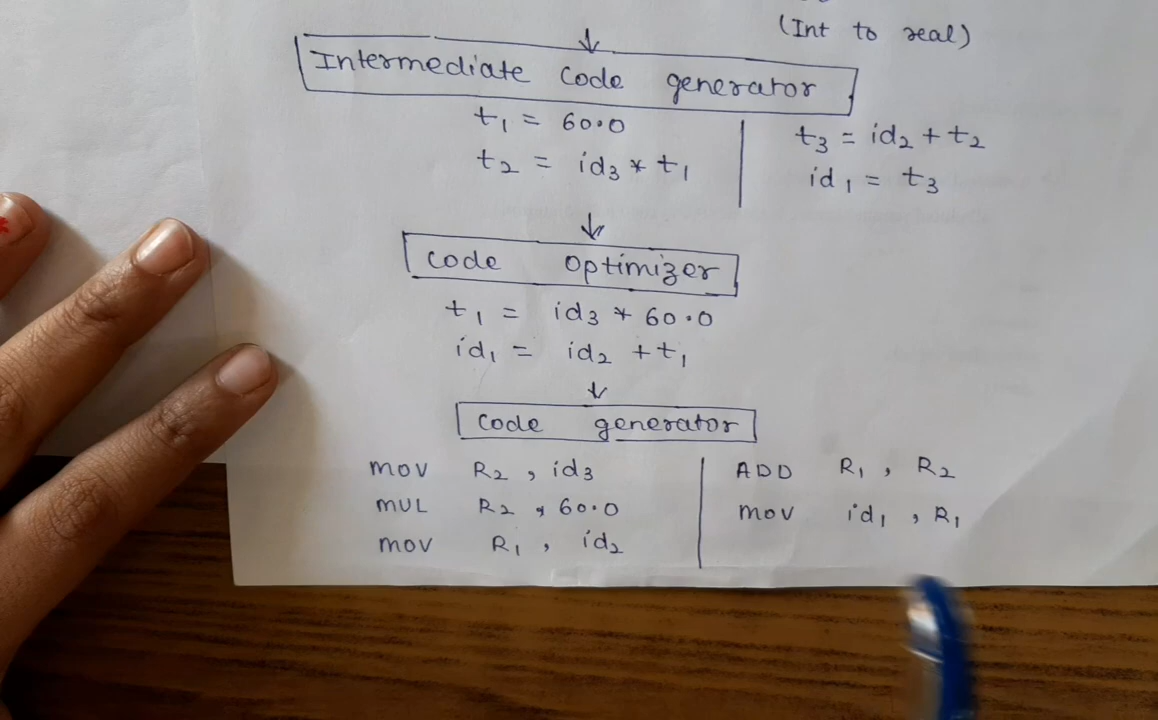 (Int to real)
Intermediate code generator
t1 = 60.0
t2 = id3 * t1
t3 = id2 + t2
id1 = t3
code optimizer
t1 = id3 * 60.0
id1 = id2 + t1
code generator
MOV R2 , id3
MUL R2 , 60.0
MOV R1 , id2
ADD R1 , R2
MOV id1 , R1